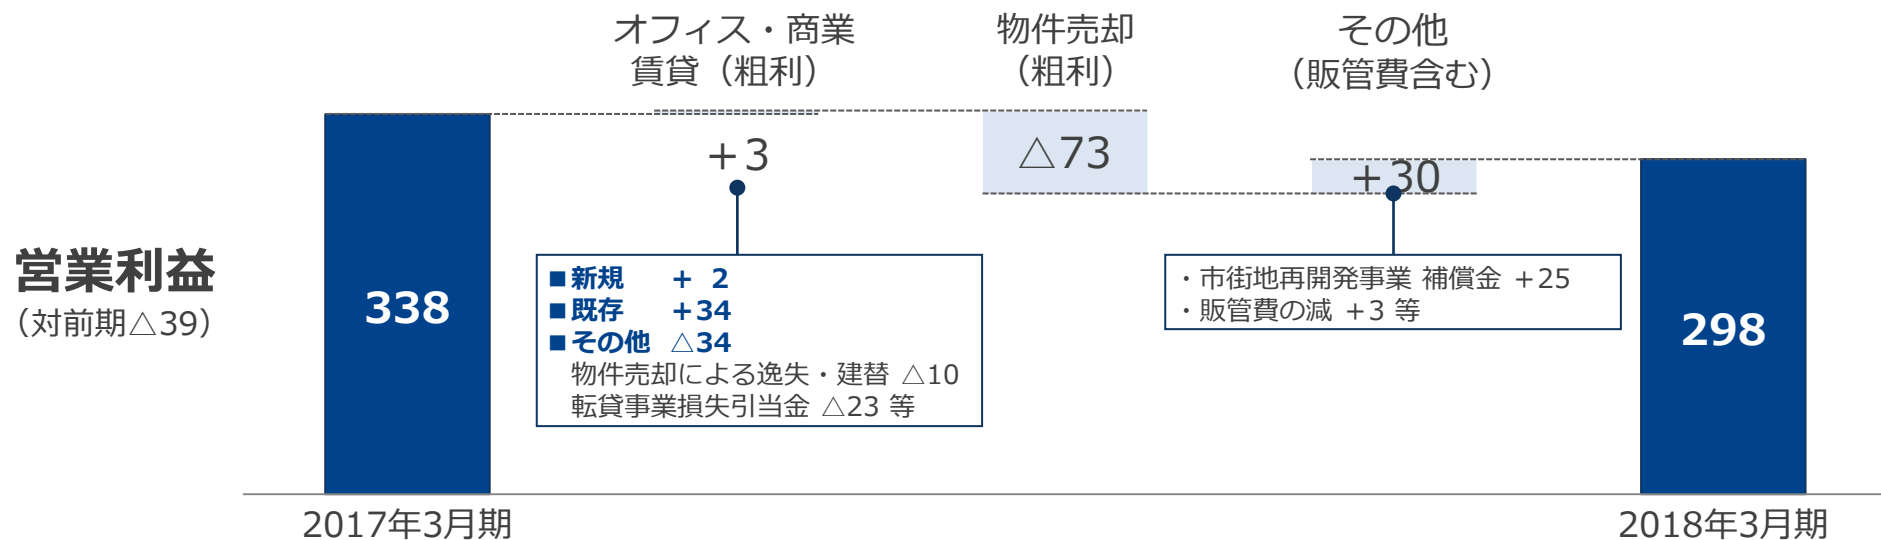 オフィス・商業
賃貸（粗利）
物件売却
（粗利）
その他
（販管費含む）
＋3
△73
＋30
営業利益
（対前期△39）
338
■新規 + 2
■既存 +34
■その他 △34
物件売却による逸失・建替 △10
転貸事業損失引当金 △23 等
・市街地再開発事業 補償金 ＋25
・販管費の減 ＋3 等
298
2017年3月期
2018年3月期